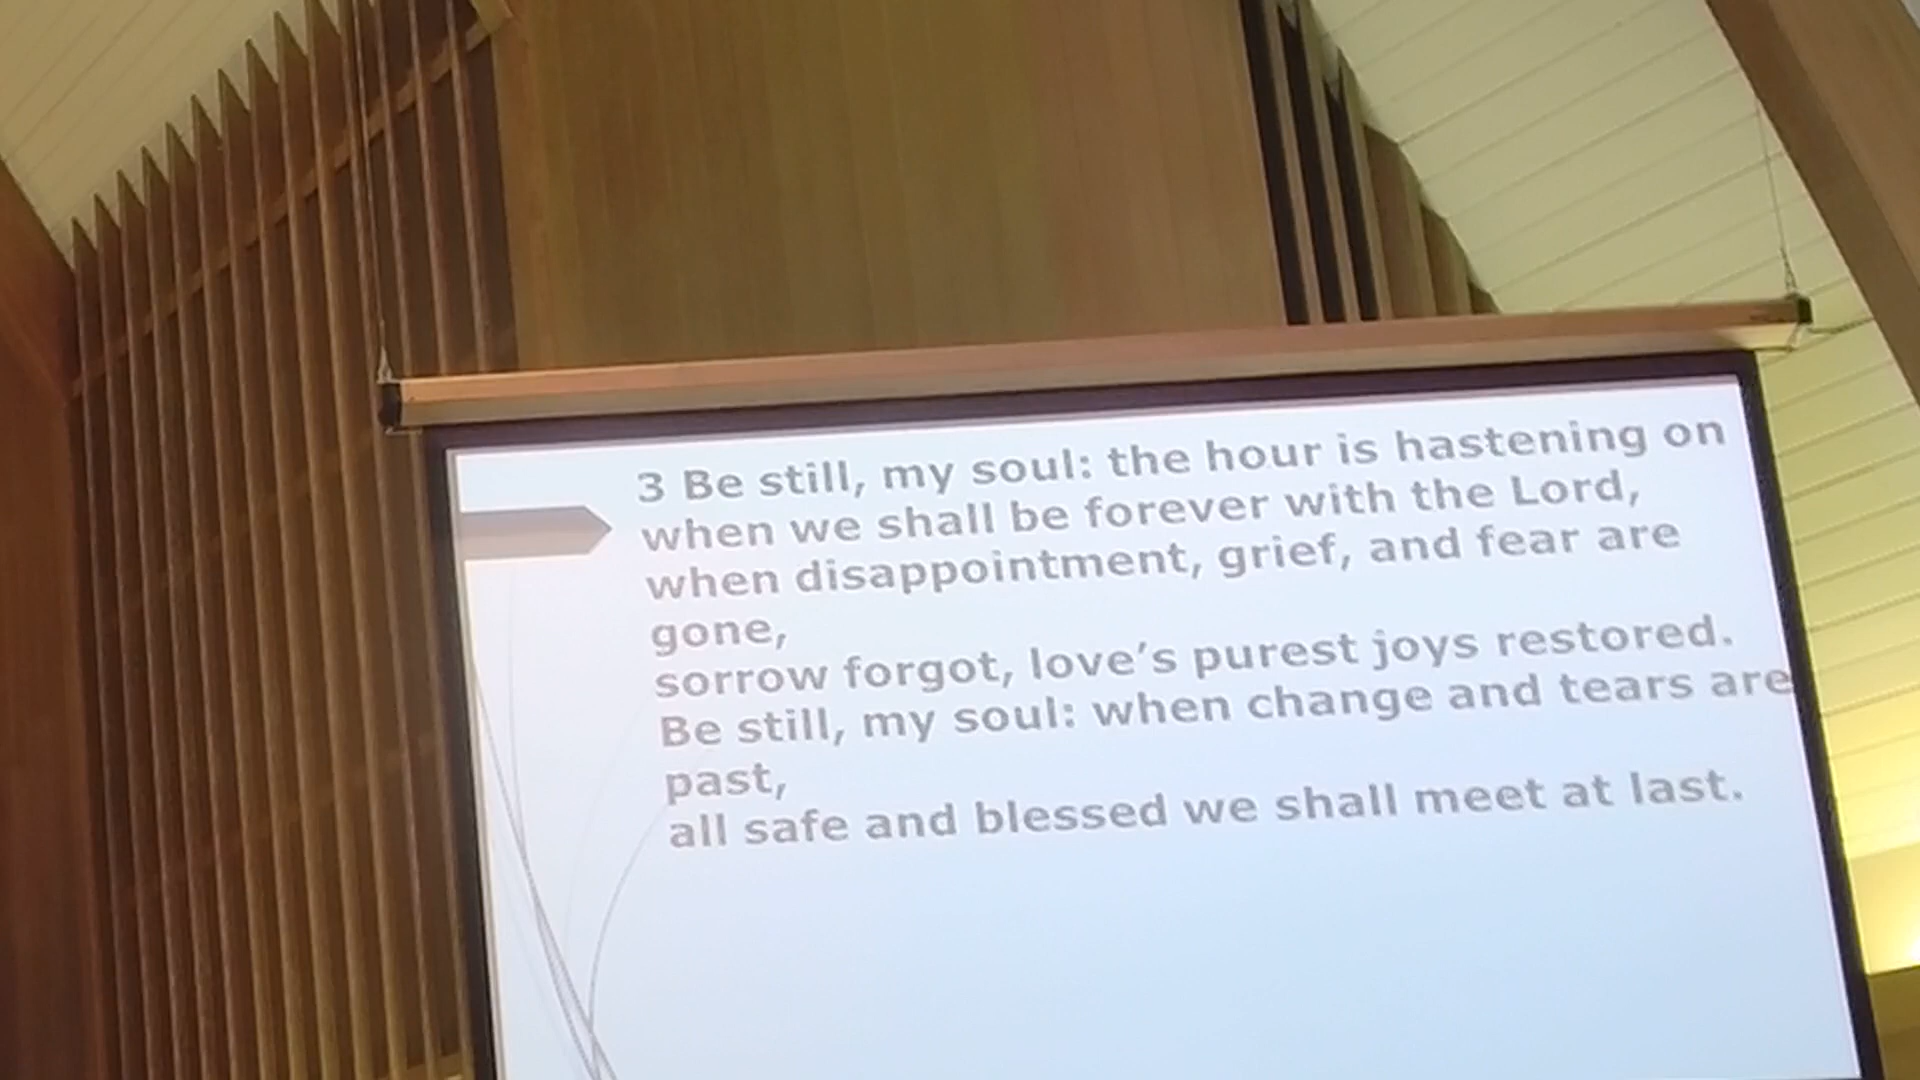 3 Be still, my soul: the hour is hastening on
when we shall be forever with the Lord,
when disappointment, grief, and fear are
gone,
sorrow forgot, love’s purest joys restored.
Be still, my soul: when change and tears are
past,
all safe and blessed we shall meet at last.